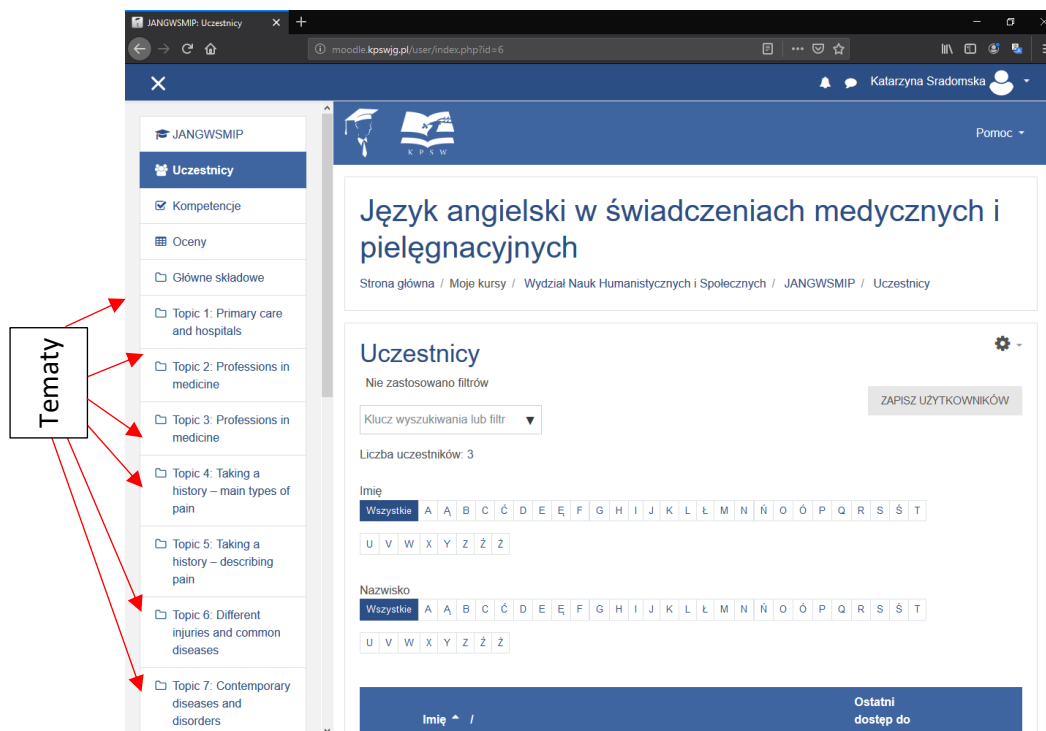 JANGWSMIP: Uczestnicy
moodle.kpswjg.pl/user/index.php?id=6
Katarzyna Sradomska
JANGWSMIP
Uczestnicy
Kompetencje
Oceny
Główne składowe
Topic 1: Primary care
and hospitals
Topic 2: Professions in
medicine
Topic 3: Professions in
medicine
Topic 4: Taking a
history – main types of
pain
Topic 5: Taking a
history – describing
pain
Topic 6: Different
injuries and common
diseases
Topic 7: Contemporary
diseases and
disorders
Tematy
K P S W
Pomoc
Język angielski w świadczeniach medycznych i
pielęgnacyjnych
Strona główna / Moje kursy / Wydział Nauk Humanistycznych i Społecznych / JANGWSMIP / Uczestnicy
Uczestnicy
Nie zastosowano filtrów
ZAPISZ UŻYTKOWNIKÓW
Klucz wyszukiwania lub filtr
Liczba uczestników: 3
Imię
Wszystkie A Ą B C Ć D E Ę F G H I J K L Ł M N Ń O Ó P Q R S Ś T
U V W X Y Z Ź Ż
Nazwisko
Wszystkie A Ą B C Ć D E Ę F G H I J K L Ł M N Ń O Ó P Q R S Ś T
U V W X Y Z Ź Ż
Imię /
Ostatni
dostęp do